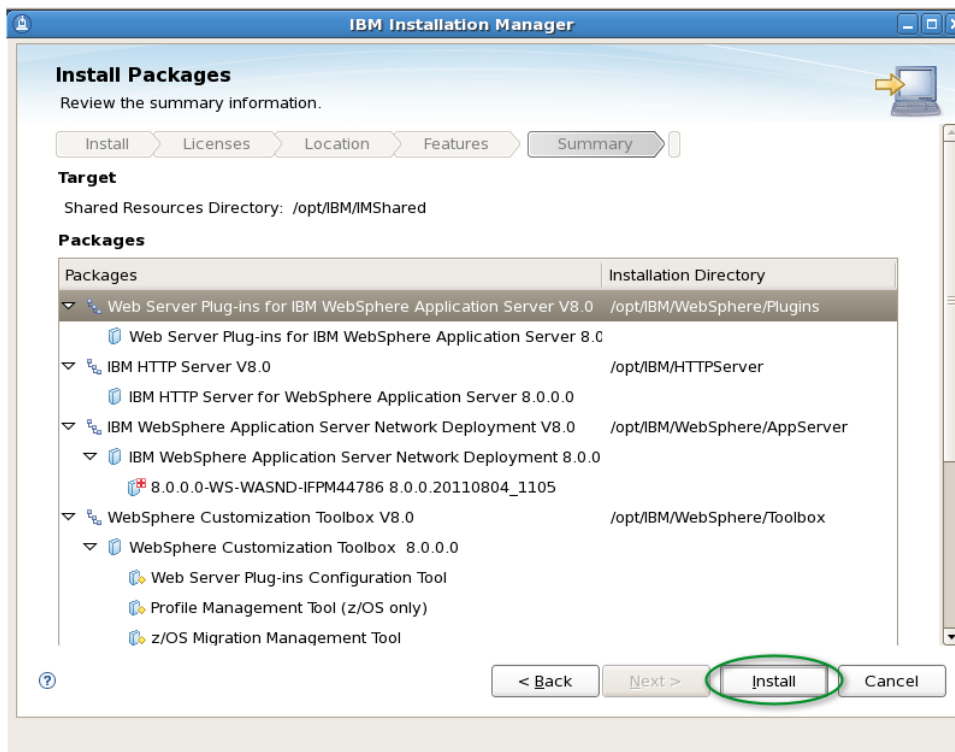 IBM Installation Manager
Install Packages
Review the summary information.
Install Licenses Location Features Summary
Target
Shared Resources Directory: /opt/IBM/IMShared
Packages
Packages Installation Directory
Web Server Plug-ins for IBM WebSphere Application Server V8.0 /opt/IBM/WebSphere/Plugins
Web Server Plug-ins for IBM WebSphere Application Server 8.0
IBM HTTP Server V8.0 /opt/IBM/HTTPServer
IBM HTTP Server for WebSphere Application Server 8.0.0.0
IBM WebSphere Application Server Network Deployment V8.0 /opt/IBM/WebSphere/AppServer
IBM WebSphere Application Server Network Deployment 8.0.0
8.0.0.0-WS-WASND-IFPM44786 8.0.0.20110804_1105
WebSphere Customization Toolbox V8.0 /opt/IBM/WebSphere/Toolbox
WebSphere Customization Toolbox 8.0.0.0
Web Server Plug-ins Configuration Tool
Profile Management Tool (z/OS only)
z/OS Migration Management Tool
? < Back Next > Install Cancel